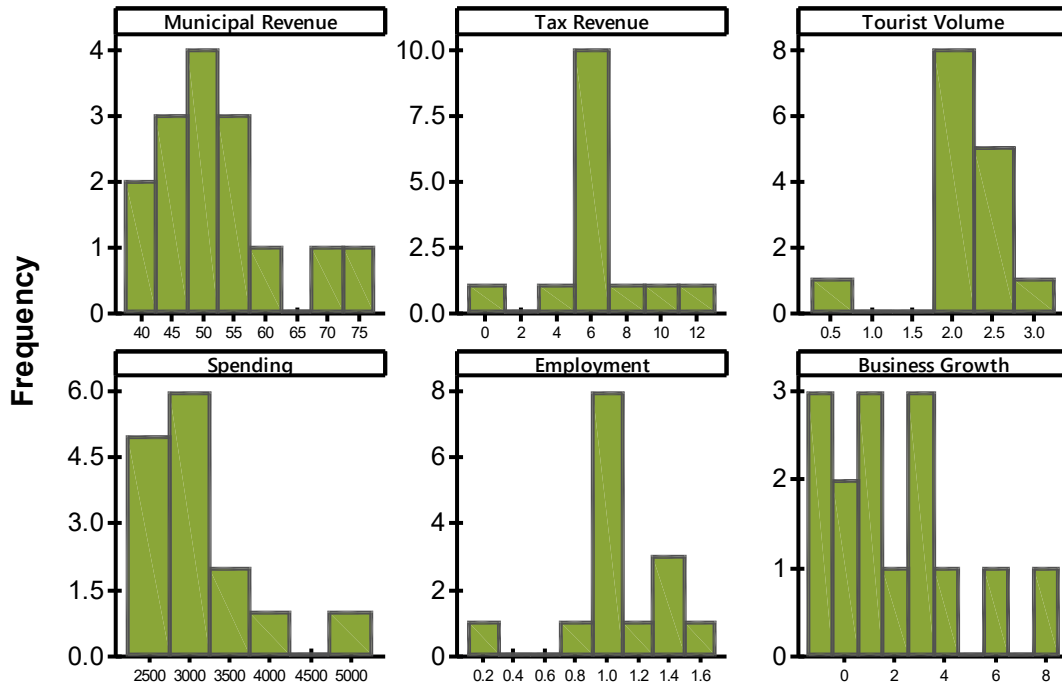 Frequency
Municipal Revenue
4
3
2
1
0
40 45 50 55 60 65 70 75
Tax Revenue
10.0
7.5
5.0
2.5
0.0
0 2 4 6 8 10 12
Tourist Volume
8
6
4
2
0
0.5 1.0 1.5 2.0 2.5 3.0
Spending
6.0
4.5
3.0
1.5
0.0
2500 3000 3500 4000 4500 5000
Employment
8
6
4
2
0
0.2 0.4 0.6 0.8 1.0 1.2 1.4 1.6
Business Growth
3
2
1
0
0 2 4 6 8